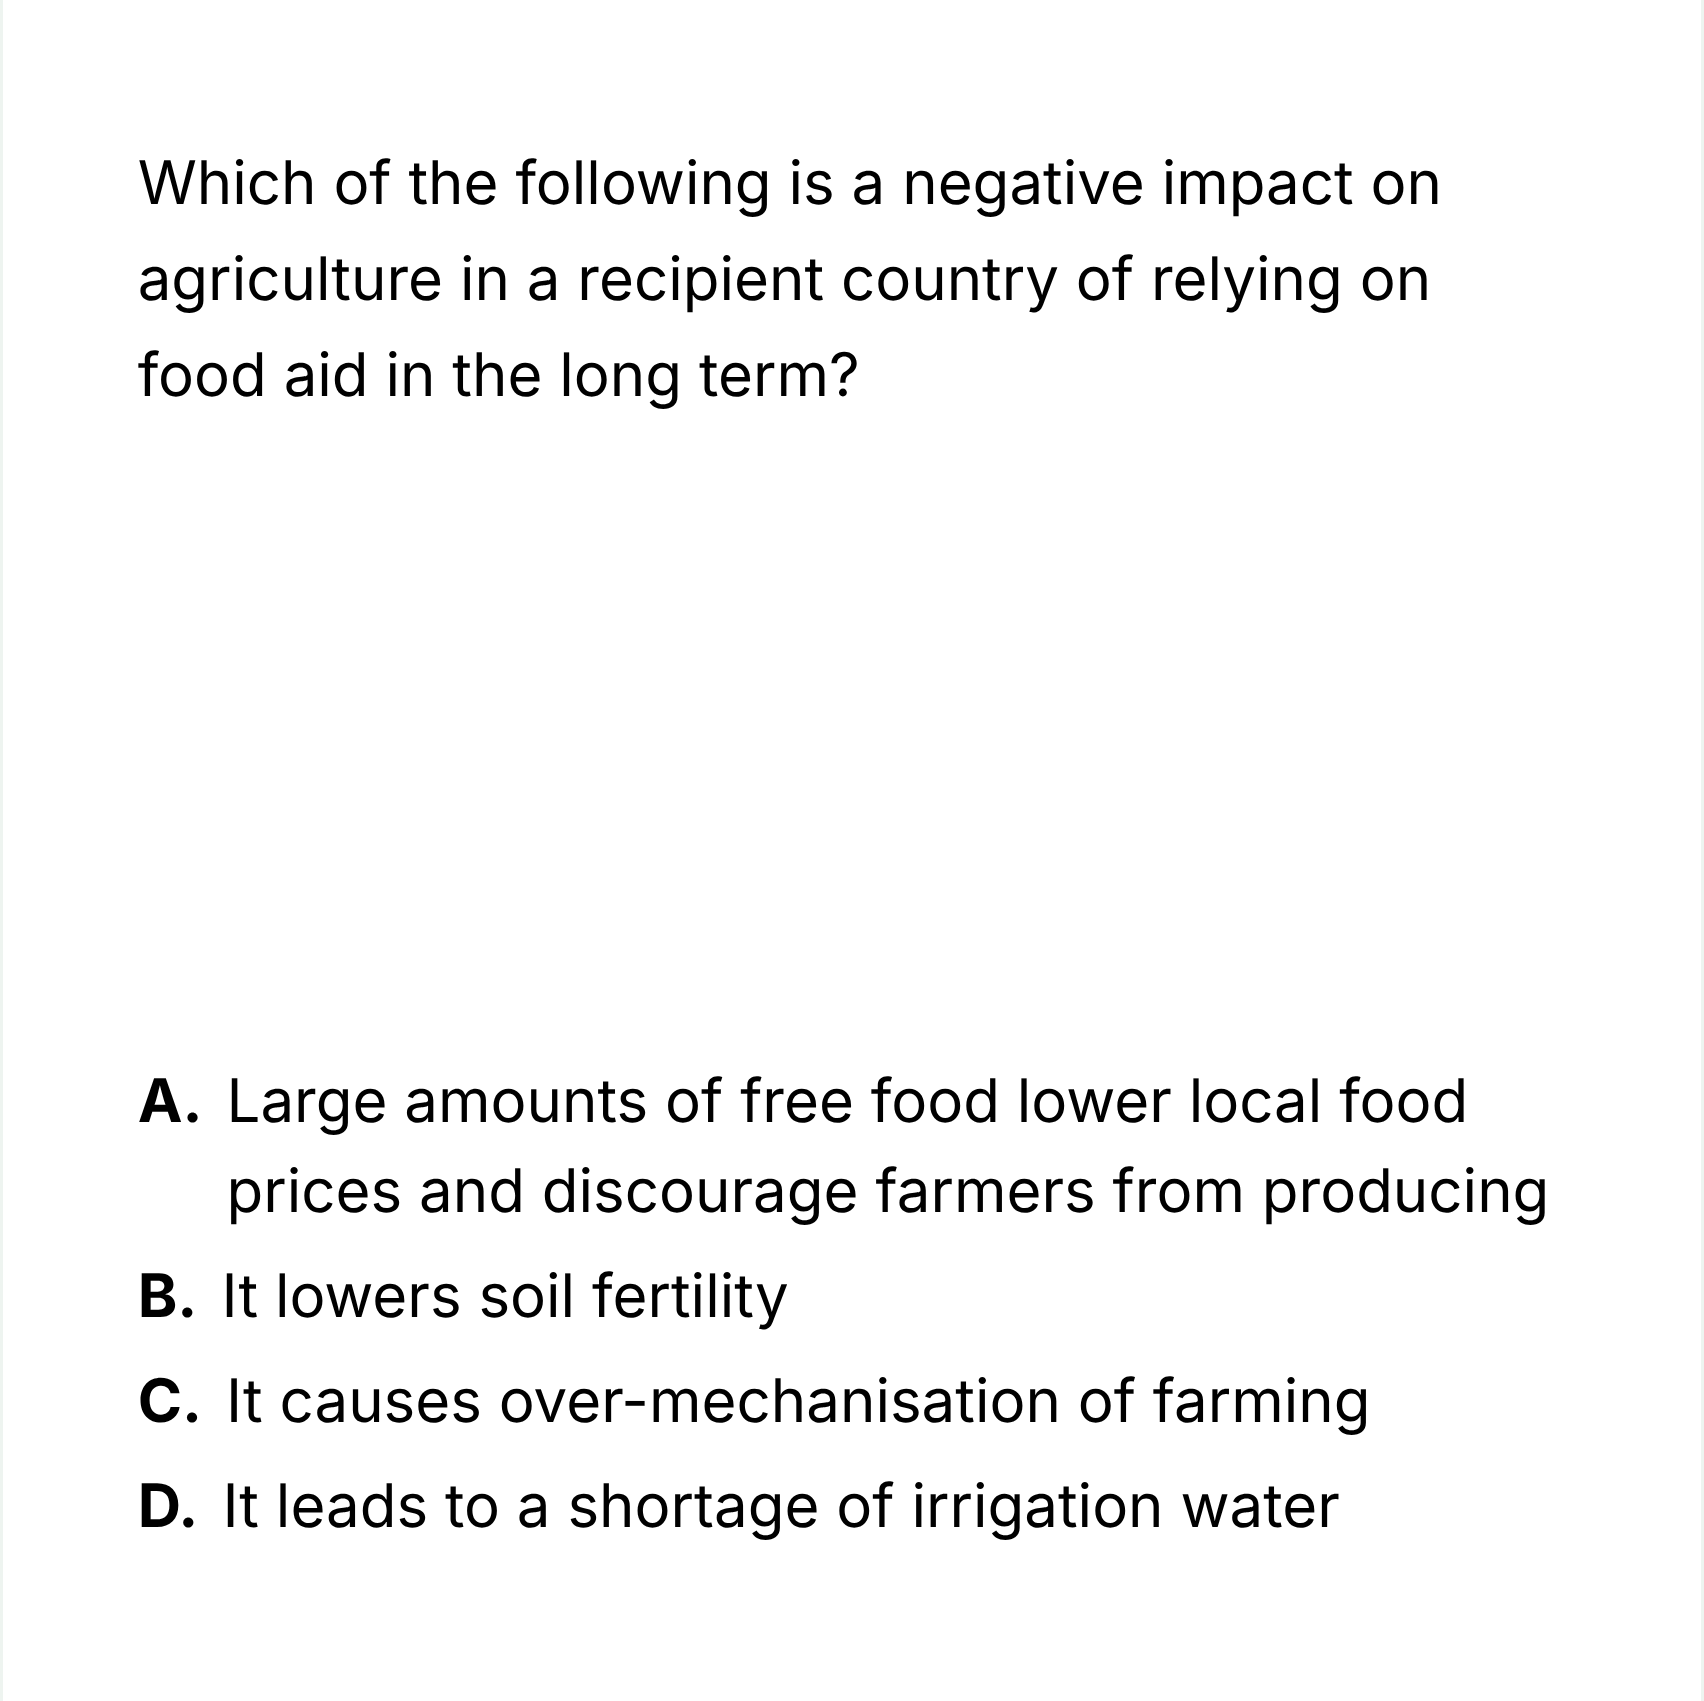 Which of the following is a negative impact on
agriculture in a recipient country of relying on
food aid in the long term?
A. Large amounts of free food lower local food
prices and discourage farmers from producing
B. It lowers soil fertility
C. It causes over-mechanisation of farming
D. It leads to a shortage of irrigation water